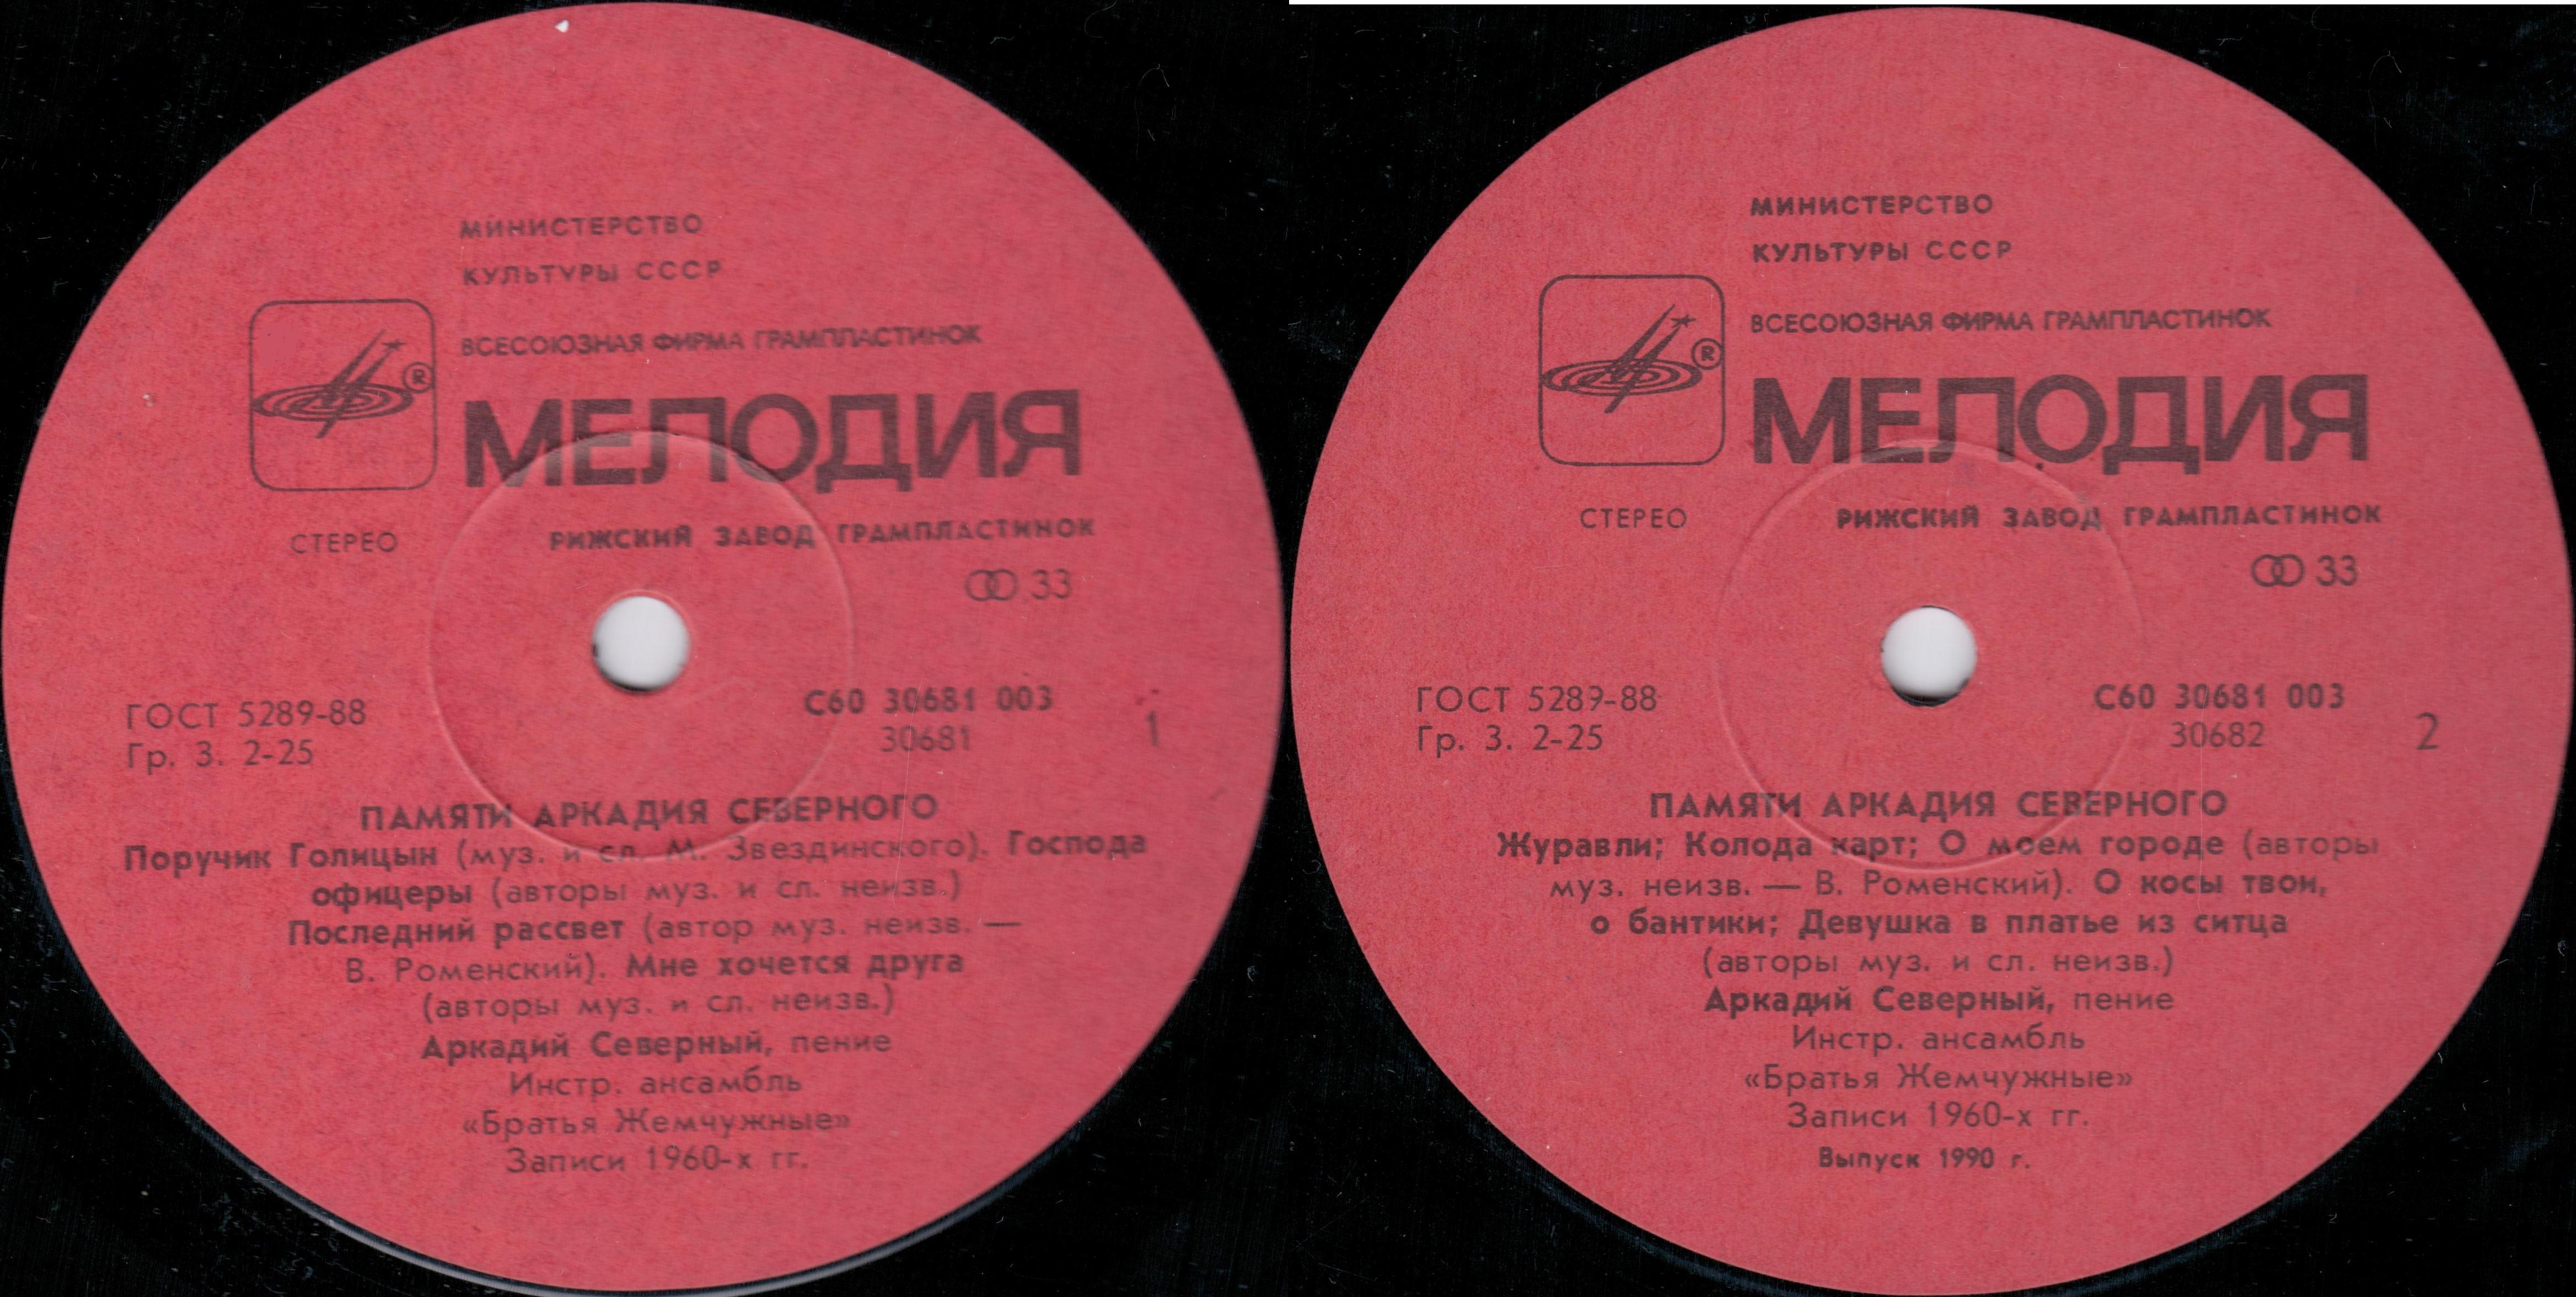 МИНИСТЕРСТВО
КУЛЬТУРЫ СССР
ВСЕСОЮЗНАЯ ФИРМА ГРАМПЛАСТИНОК
®
МЕЛОДИЯ
СТЕРЕО
РИЖСКИЙ ЗАВОД ГРАМПЛАСТИНОК
33
ГОСТ 5289-88
Гр. 3. 2-25
С60 30681 003
30681
1
ПАМЯТИ АРКАДИЯ СЕВЕРНОГО
Поручик Голицын (муз. и сл. М. Звездинского). Господа
офицеры (авторы муз. и сл. неизв.)
Последний рассвет (автор муз. неизв. —
В. Роменский). Мне хочется друга
(авторы муз. и сл. неизв.)
Аркадий Северный, пение
Инстр. ансамбль
«Братья Жемчужные»
Записи 1960-х гг.
МИНИСТЕРСТВО
КУЛЬТУРЫ СССР
ВСЕСОЮЗНАЯ ФИРМА ГРАМПЛАСТИНОК
®
МЕЛОДИЯ
СТЕРЕО
РИЖСКИЙ ЗАВОД ГРАМПЛАСТИНОК
33
ГОСТ 5289-88
Гр. 3. 2-25
С60 30681 003
30682
2
ПАМЯТИ АРКАДИЯ СЕВЕРНОГО
Журавли; Колода карт; О моем городе (авторы
муз. неизв. — В. Роменский). О косы твои,
о бантики; Девушка в платье из ситца
(авторы муз. и сл. неизв.)
Аркадий Северный, пение
Инстр. ансамбль
«Братья Жемчужные»
Записи 1960-х гг.
Выпуск 1990 г.